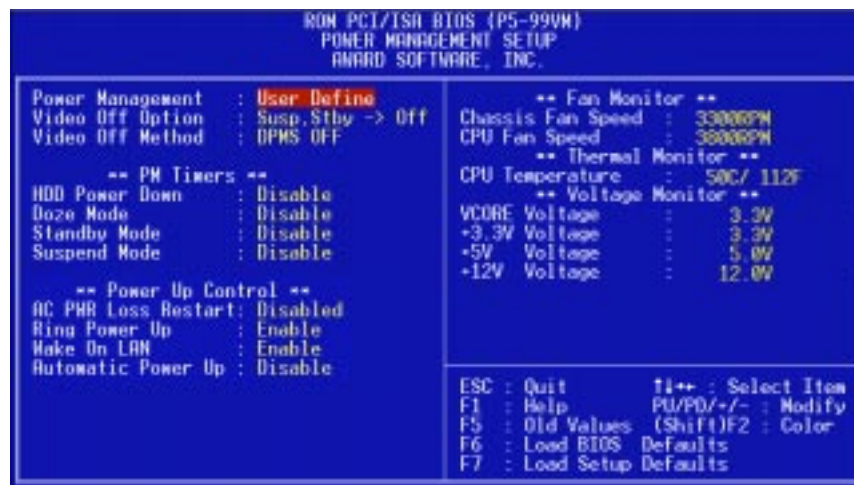 ROM PCI/ISA BIOS (P5-99VM)
POWER MANAGEMENT SETUP
AWARD SOFTWARE, INC.
Power Management : User Define
Video Off Option : Susp,Stby -> Off
Video Off Method : DPMS OFF
** PM Timers **
HDD Power Down : Disable
Doze Mode : Disable
Standby Mode : Disable
Suspend Mode : Disable
** Power Up Control **
AC PWR Loss Restart: Disabled
Ring Power Up : Enable
Wake On LAN : Enable
Automatic Power Up : Disable
** Fan Monitor **
Chassis Fan Speed : 3300RPM
CPU Fan Speed : 3800RPM
** Thermal Monitor **
CPU Temperature : 50C/ 112F
** Voltage Monitor **
VCORE Voltage : 3.3V
+3.3V Voltage : 3.3V
+5V Voltage : 5.0V
+12V Voltage : 12.0V
ESC : Quit ↑↓→← : Select Item
F1 : Help PU/PD/+/- : Modify
F5 : Old Values (Shift)F2 : Color
F6 : Load BIOS Defaults
F7 : Load Setup Defaults